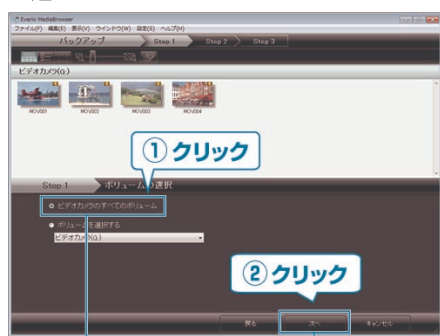 Everio MediaBrowser
ファイル(F) 編集(E) 表示(V) ウインドウ(W) 設定(E) ヘルプ(H)
バックアップ Step 1 Step 2 Step 3
ビデオカメラ(G:)
MOV001 MOV002 MOV003 MOV004
① クリック
Step 1 ボリュームの選択
ビデオカメラのすべてのボリューム
ボリュームを選択する
ビデオカメラ(G:)
② クリック
戻る 次へ キャンセル